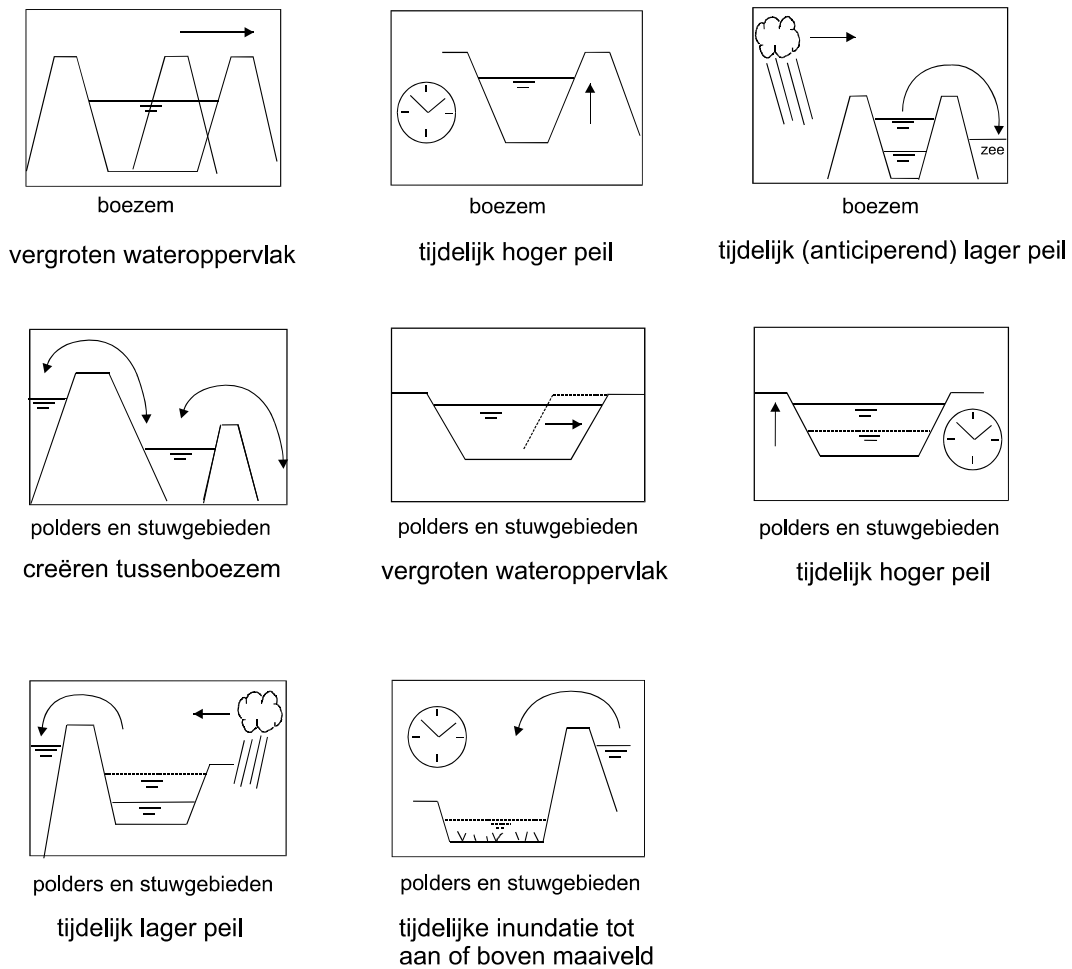 boezem
vergroten wateroppervlak
boezem
tijdelijk hoger peil
zee
boezem
tijdelijk (anticiperend) lager peil
polders en stuwgebieden
creëren tussenboezem
polders en stuwgebieden
vergroten wateroppervlak
polders en stuwgebieden
tijdelijk hoger peil
polders en stuwgebieden
tijdelijk lager peil
polders en stuwgebieden
tijdelijke inundatie tot
aan of boven maaiveld